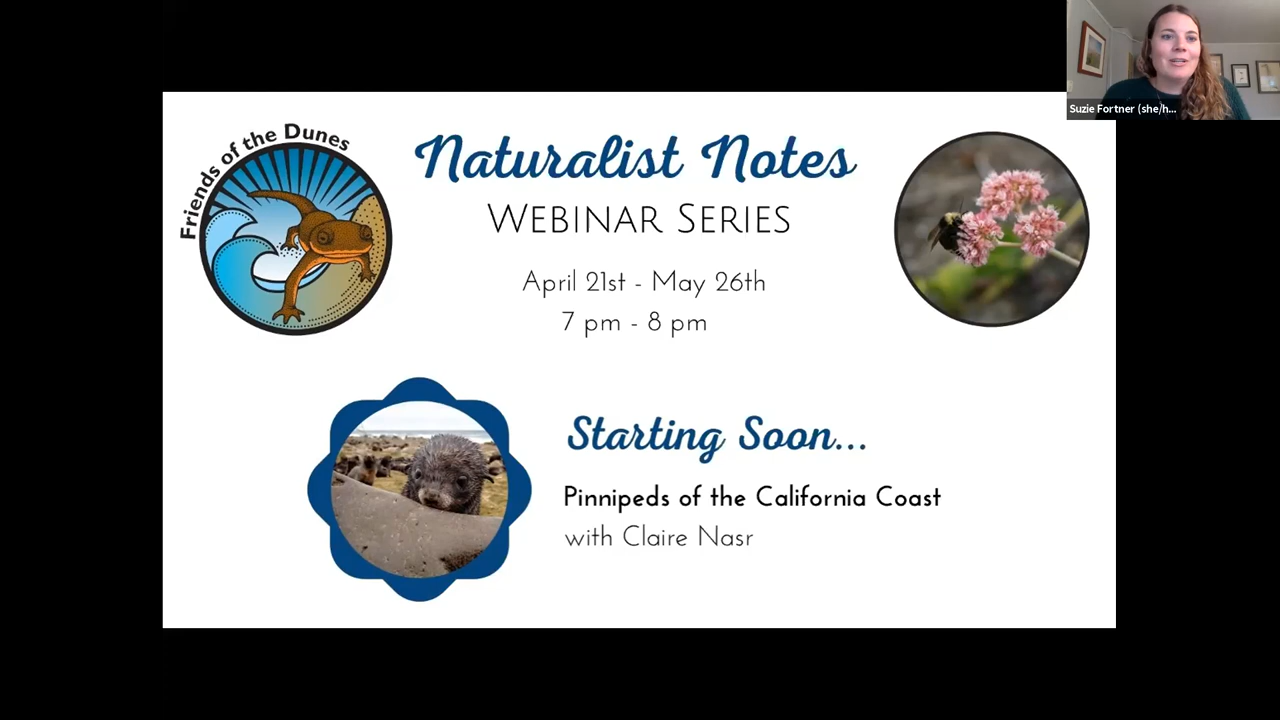 Friends of the Dunes
Naturalist Notes
WEBINAR SERIES
April 21st - May 26th
7 pm - 8 pm
Starting Soon...
Pinnipeds of the California Coast
with Claire Nasr
Suzie Fortner (she/h...